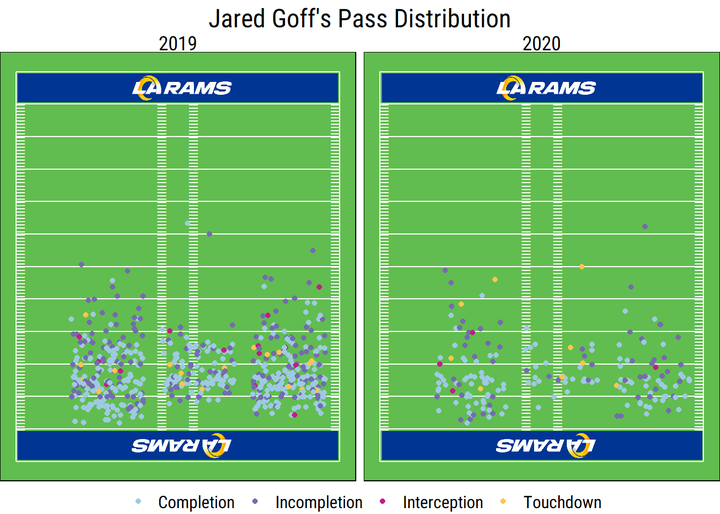 Jared Goff's Pass Distribution
2019 2020
LA RAMS LA RAMS
LA RAMS LA RAMS
Completion Incompletion Interception Touchdown